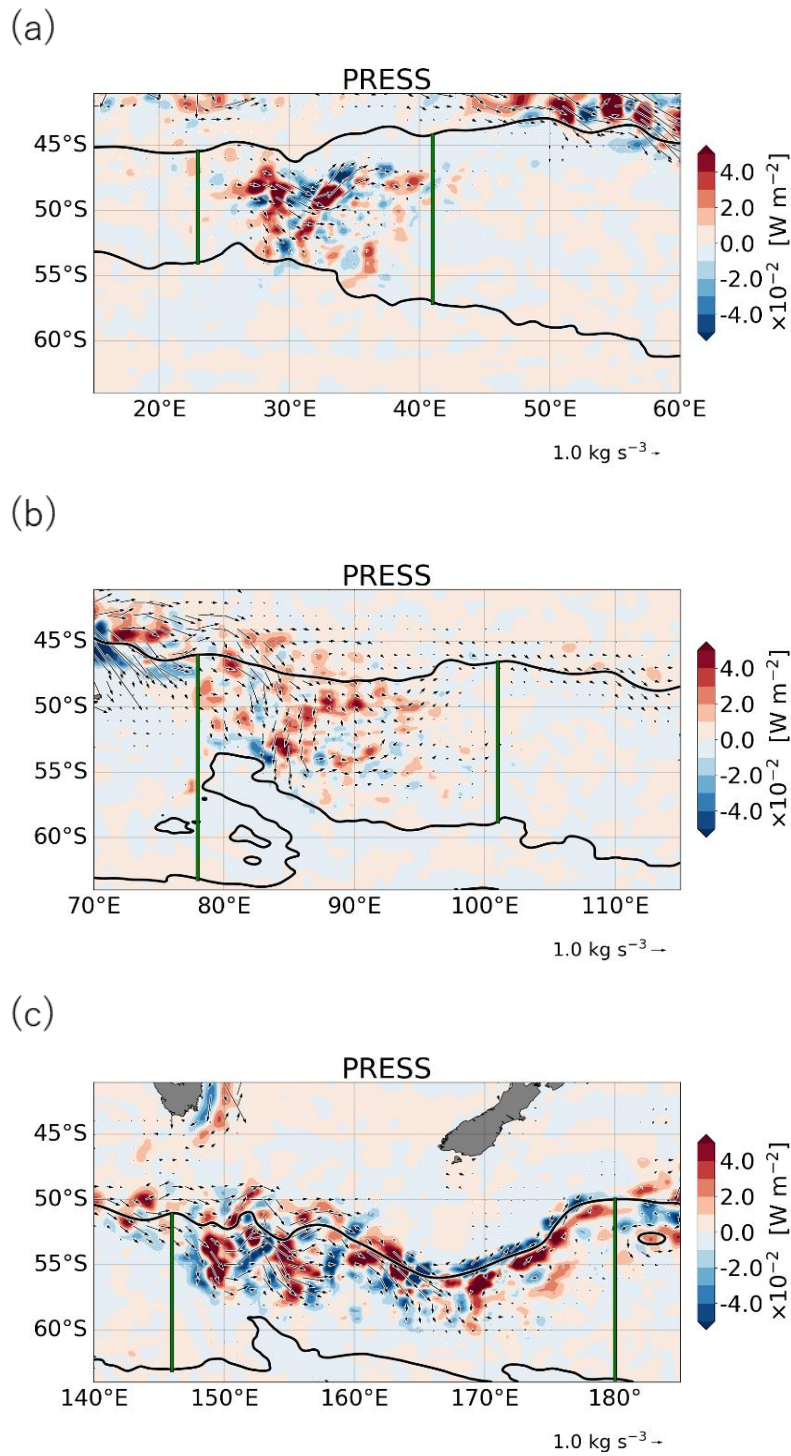 (a)
PRESS
45°S
50°S
55°S
60°S
20°E 30°E 40°E 50°E 60°E
4.0
2.0
0.0
-2.0
-4.0
×10⁻² [W m⁻²]
1.0 kg s⁻³
(b)
PRESS
45°S
50°S
55°S
60°S
70°E 80°E 90°E 100°E 110°E
4.0
2.0
0.0
-2.0
-4.0
×10⁻² [W m⁻²]
1.0 kg s⁻³
(c)
PRESS
45°S
50°S
55°S
60°S
140°E 150°E 160°E 170°E 180°
4.0
2.0
0.0
-2.0
-4.0
×10⁻² [W m⁻²]
1.0 kg s⁻³